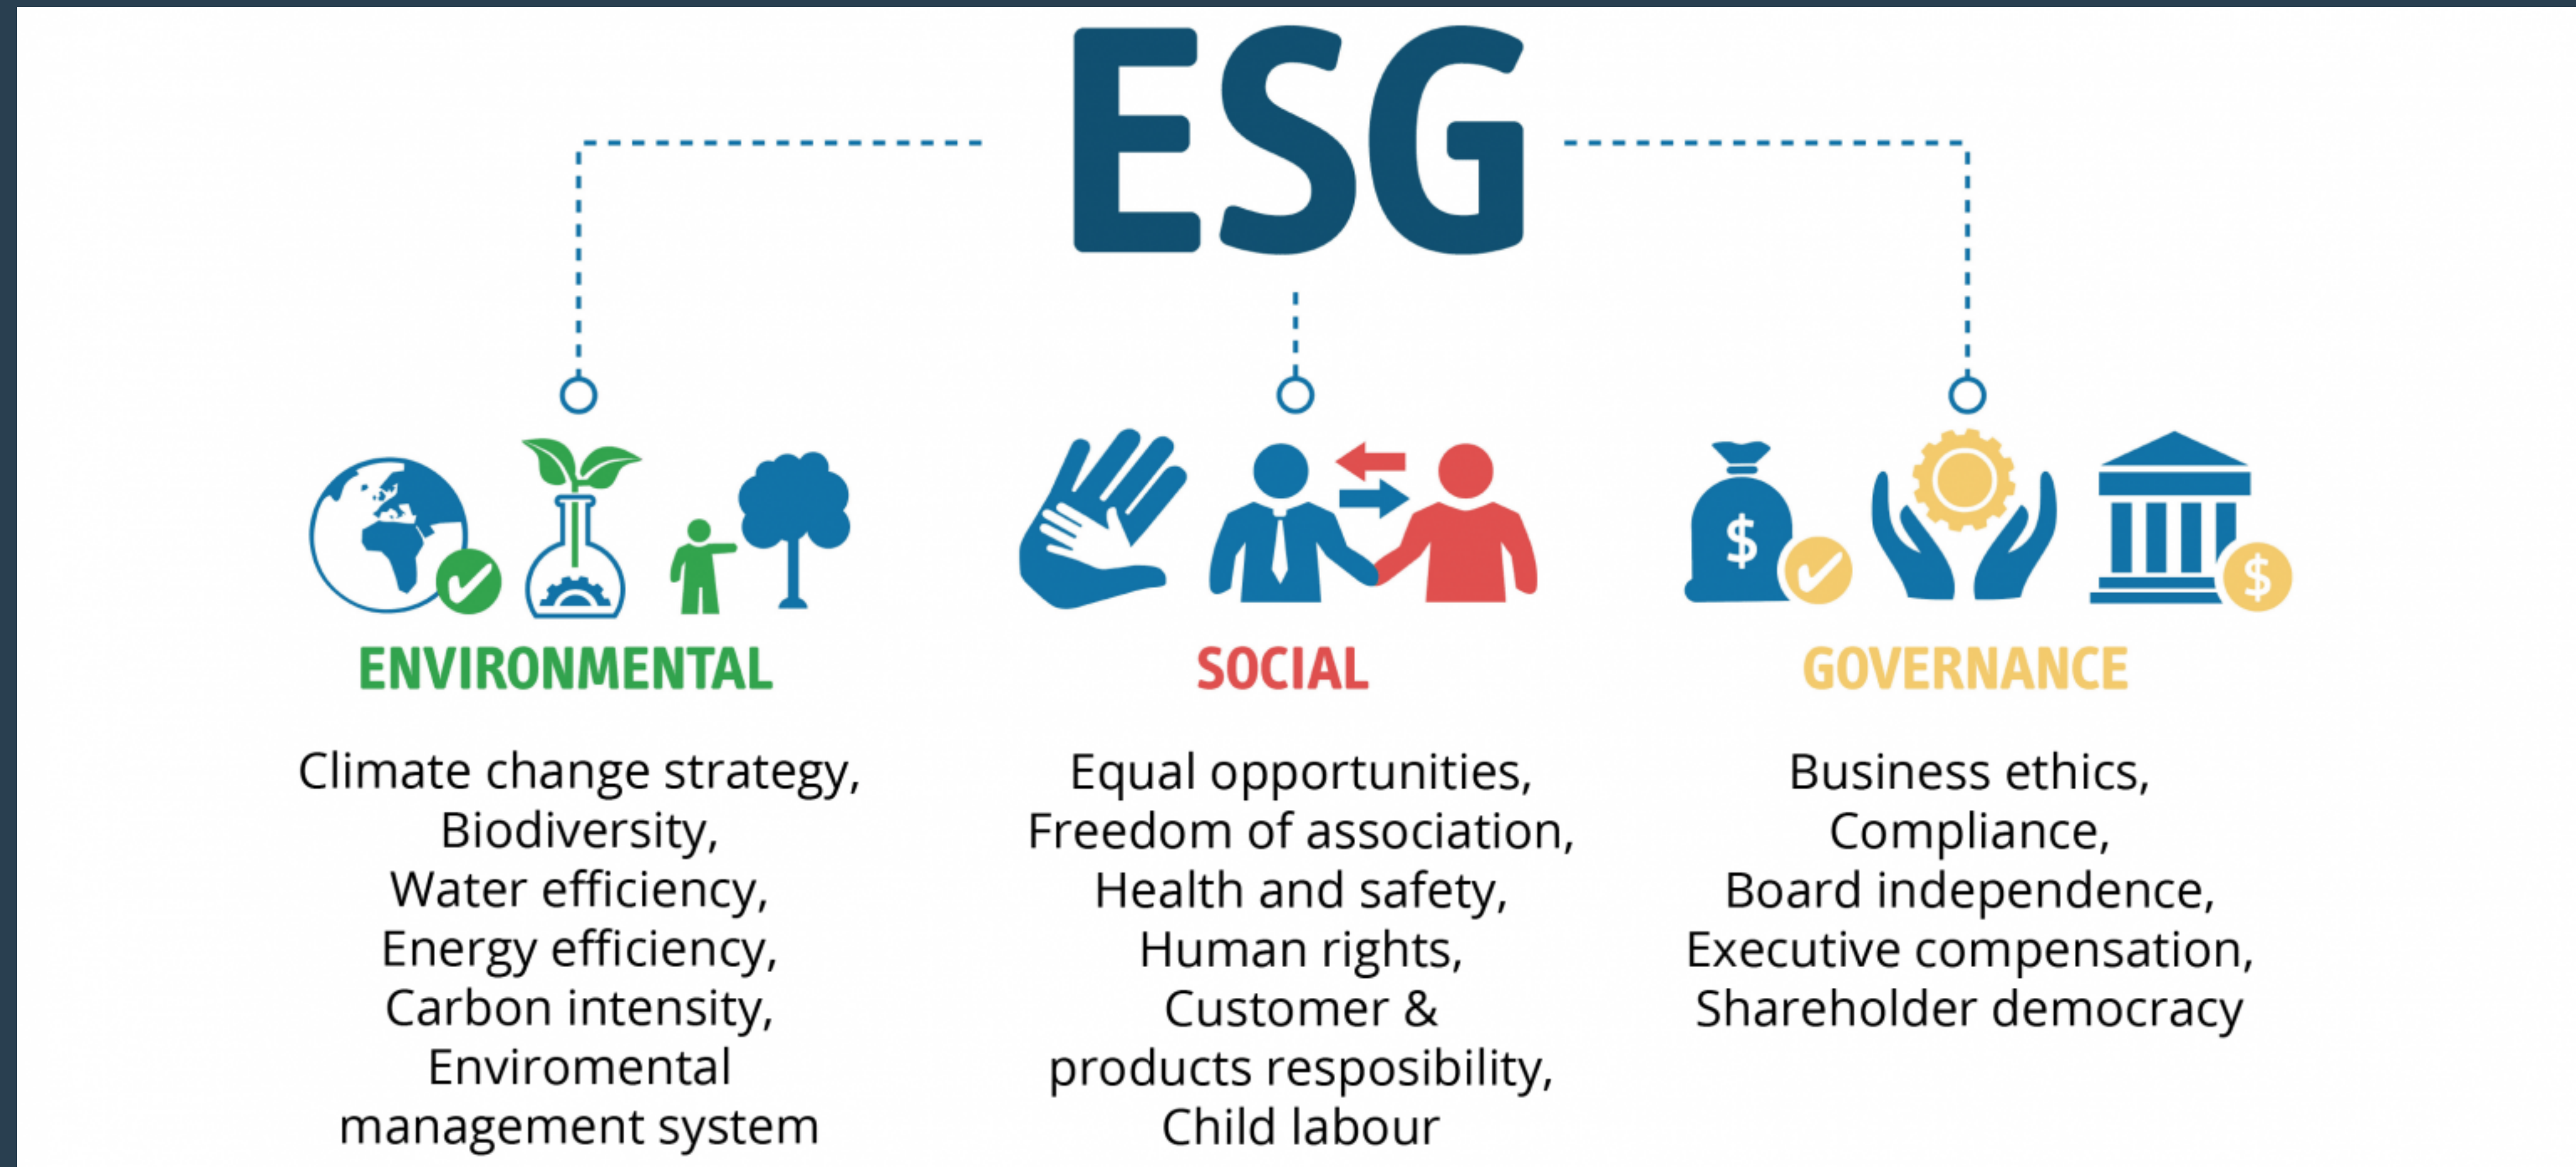 ESG
$
$
ENVIRONMENTAL
Climate change strategy,
Biodiversity,
Water efficiency,
Energy efficiency,
Carbon intensity,
Enviromental
management system
SOCIAL
Equal opportunities,
Freedom of association,
Health and safety,
Human rights,
Customer &
products resposibility,
Child labour
GOVERNANCE
Business ethics,
Compliance,
Board independence,
Executive compensation,
Shareholder democracy